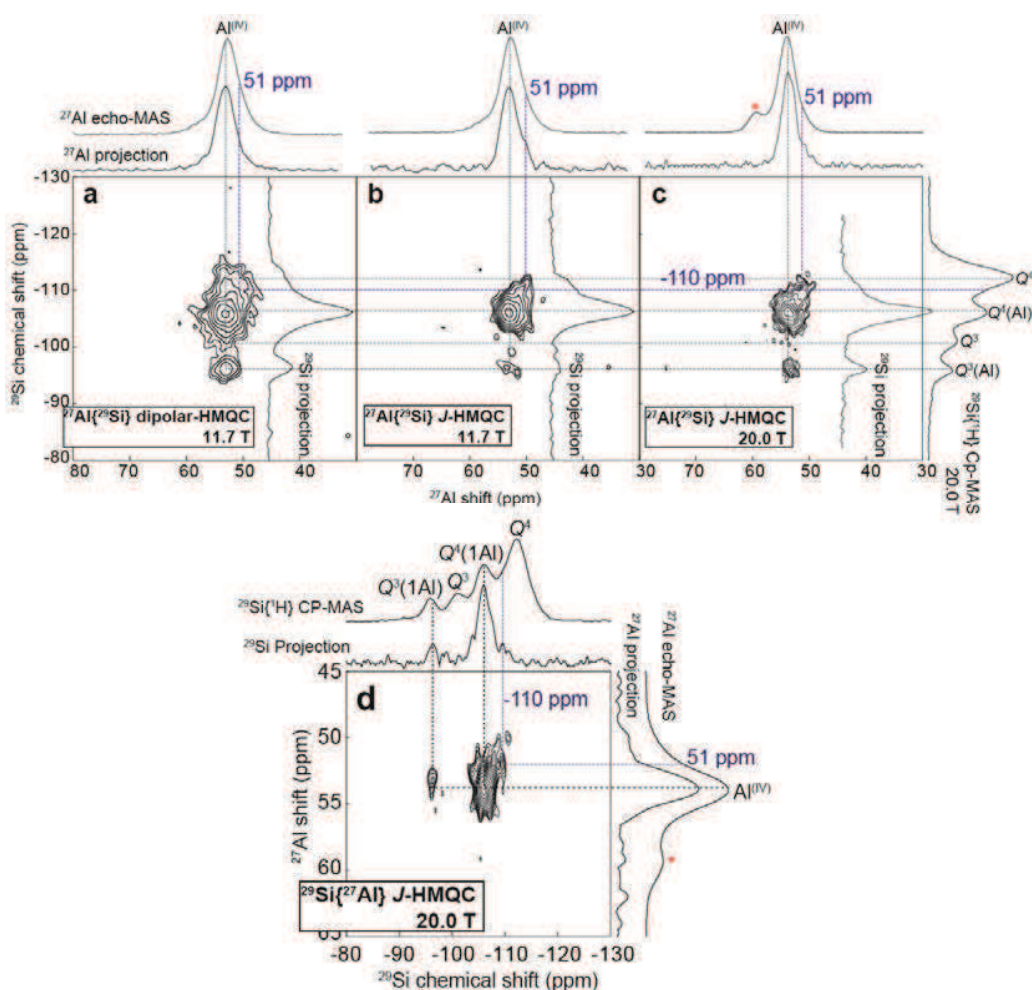 Al(IV) Al(IV) Al(IV)
51 ppm 51 ppm 51 ppm
*
27Al echo-MAS
27Al projection
-130
-120
-110
-100
-90
-80
29Si chemical shift (ppm)
a
27Al{29Si} dipolar-HMQC
11.7 T
29Si projection
80 70 60 50 40
b
27Al{29Si} J-HMQC
11.7 T
29Si projection
60 50 40 30
27Al shift (ppm)
c
-110 ppm
27Al{29Si} J-HMQC
20.0 T
29Si projection
60 50 40 30
Q4
Q4(Al)
Q3
Q3(Al)
29Si{1H} Cp-MAS
20.0 T
Q4
Q4(1Al)
Q3(1Al) Q3
29Si{1H} CP-MAS
29Si Projection
27Al projection
27Al echo-MAS
45
50
55
60
65
27Al shift (ppm)
d
-110 ppm
51 ppm
Al(IV)
*
29Si{27Al} J-HMQC
20.0 T
-80 -90 -100 -110 -120 -130
29Si chemical shift (ppm)